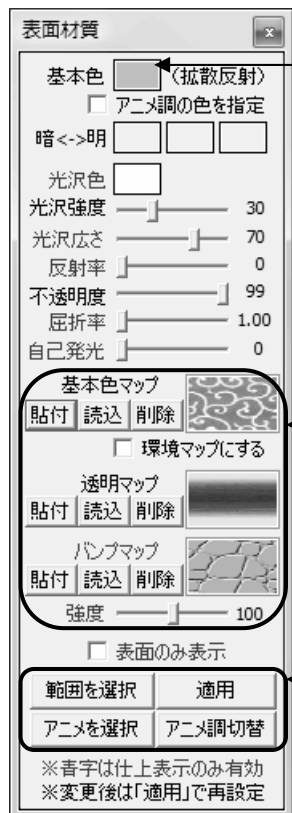 表面材質
x
基本色 (拡散反射)
アニメ調の色を指定
暗<->明
光沢色
光沢強度 30
光沢広さ 70
反射率 0
不透明度 99
屈折率 1.00
自己発光 0
基本色マップ
貼付 読込 削除
環境マップにする
透明マップ
貼付 読込 削除
バンプマップ
貼付 読込 削除
強度 100
表面のみ表示
範囲を選択 適用
アニメを選択 アニメ調切替
※青字は仕上表示のみ有効
※変更後は「適用」で再設定